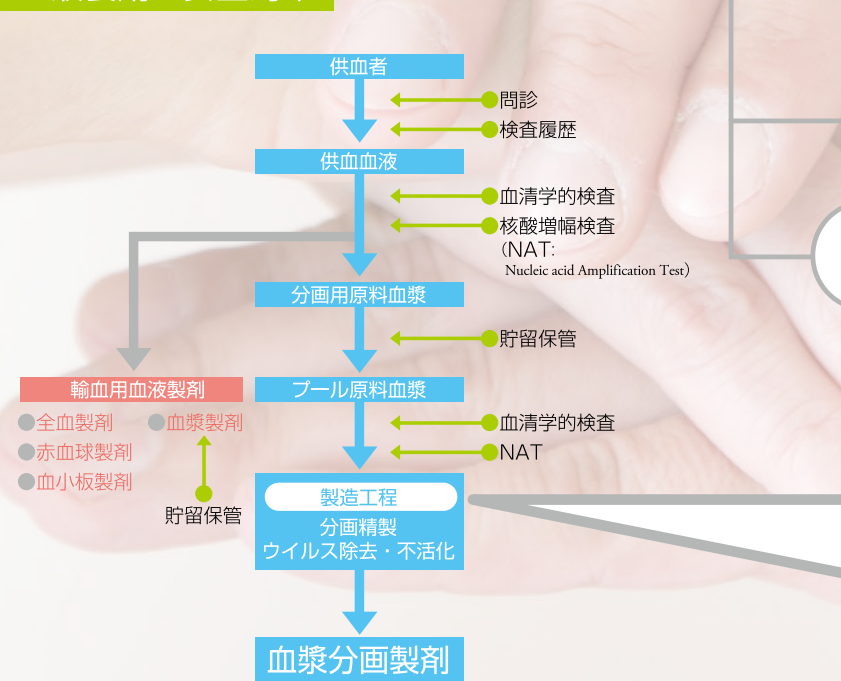 供血者
問診
検査履歴
供血血液
血清学的検査
核酸増幅検査
(NAT:
Nucleic acid Amplification Test)
分画用原料血漿
貯留保管
輸血用血液製剤
プール原料血漿
全血製剤
血漿製剤
血清学的検査
赤血球製剤
NAT
血小板製剤
貯留保管
製造工程
分画精製
ウイルス除去・不活化
血漿分画製剤